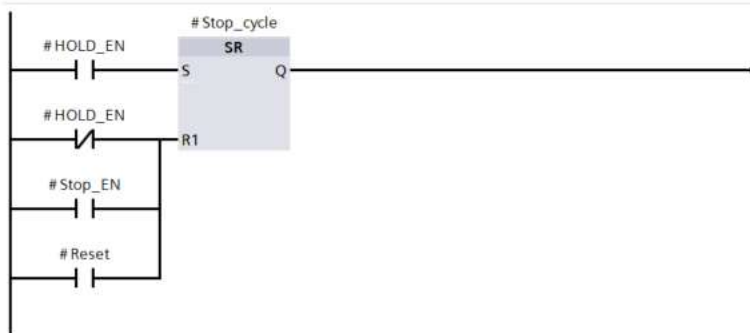 #Stop_cycle
#HOLD_EN
SR
S
Q
#HOLD_EN
R1
#Stop_EN
#Reset